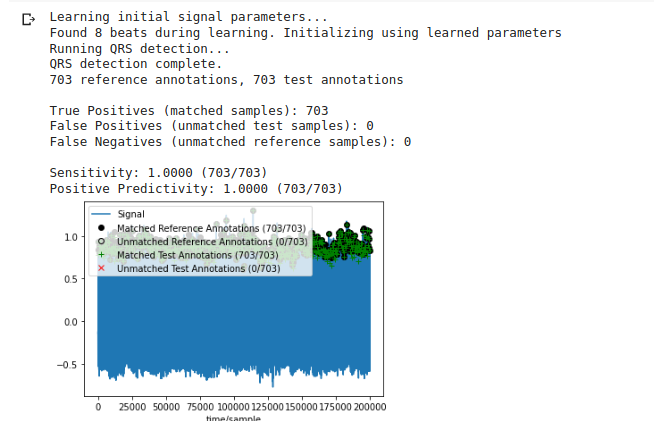 Learning initial signal parameters...
Found 8 beats during learning. Initializing using learned parameters
Running QRS detection...
QRS detection complete.
703 reference annotations, 703 test annotations
True Positives (matched samples): 703
False Positives (unmatched test samples): 0
False Negatives (unmatched reference samples): 0
Sensitivity: 1.0000 (703/703)
Positive Predictivity: 1.0000 (703/703)
Signal
Matched Reference Annotations (703/703)
Unmatched Reference Annotations (0/703)
Matched Test Annotations (703/703)
Unmatched Test Annotations (0/703)
1.0
0.5
0.0
−0.5
0 25000 50000 75000 100000 125000 150000 175000 200000
time/sample